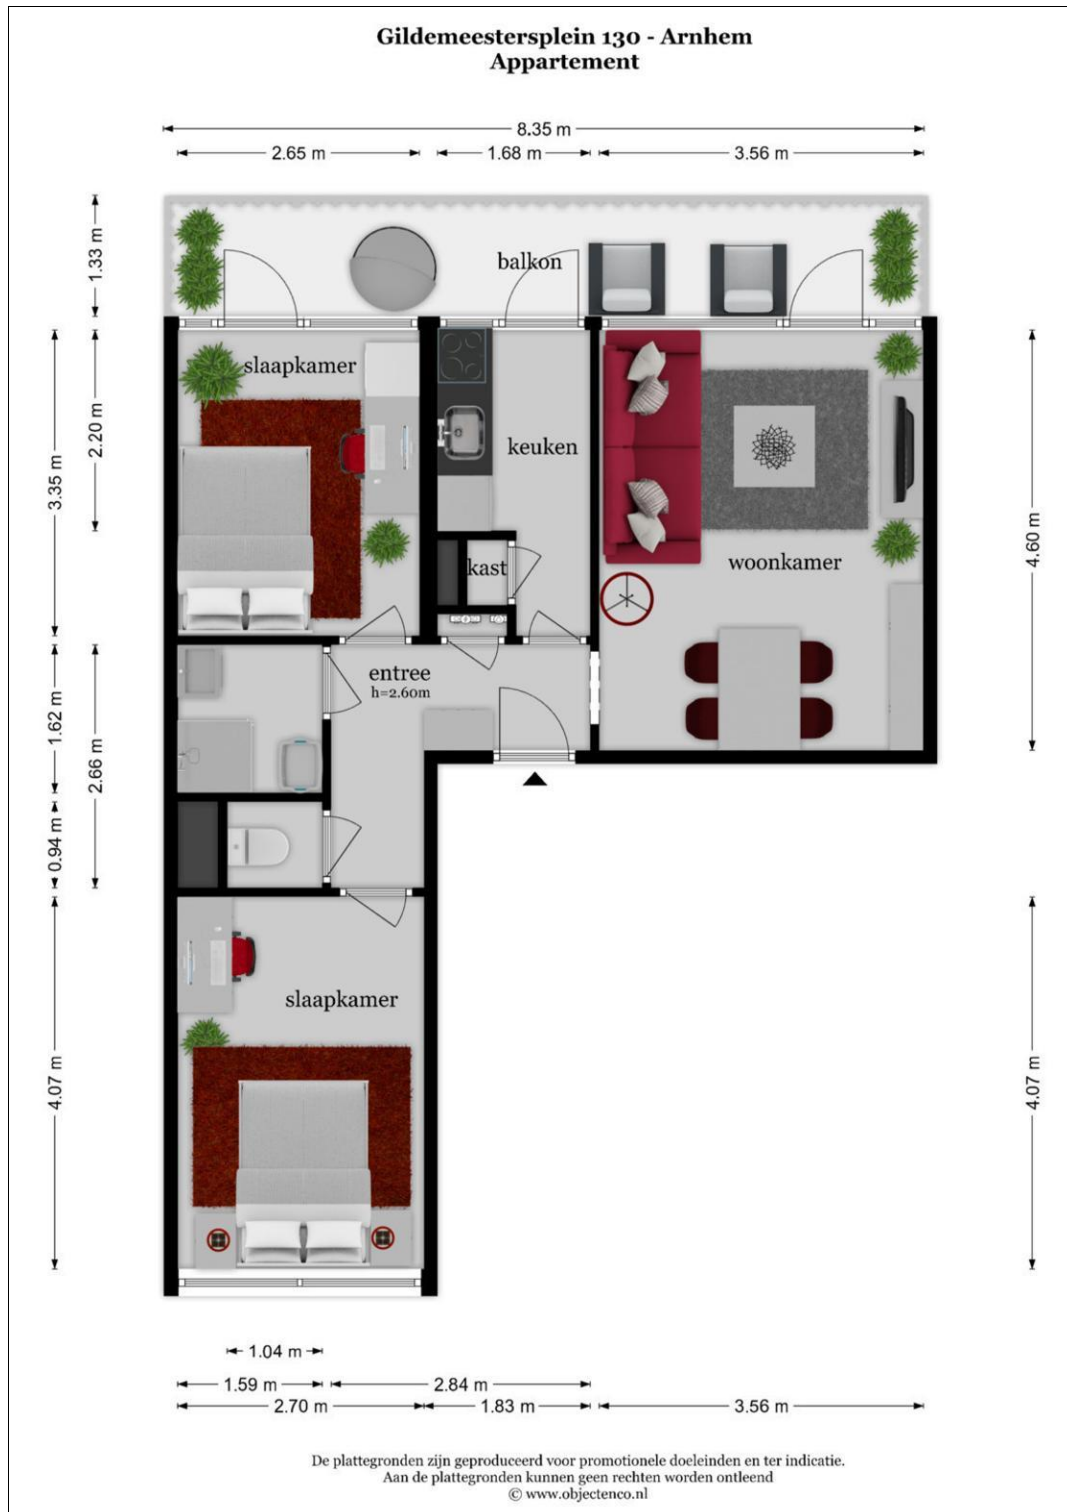 Gildemeestersplein 130 - Arnhem
Appartement
8.35 m
2.65 m
1.68 m
3.56 m
1.33 m
balkon
slaapkamer
2.20 m
3.35 m
keuken
4.60 m
woonkamer
kast
entree
h=2.60m
1.62 m
2.66 m
0.94 m
slaapkamer
4.07 m
4.07 m
1.04 m
1.59 m
2.84 m
2.70 m
1.83 m
3.56 m
De plattegronden zijn geproduceerd voor promotionele doeleinden en ter indicatie.
Aan de plattegronden kunnen geen rechten worden ontleend
© www.objectenco.nl